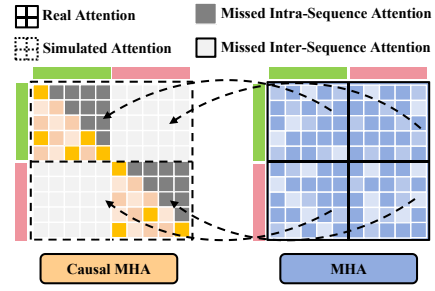 Real Attention
Missed Intra-Sequence Attention
Simulated Attention
Missed Inter-Sequence Attention
Causal MHA
MHA